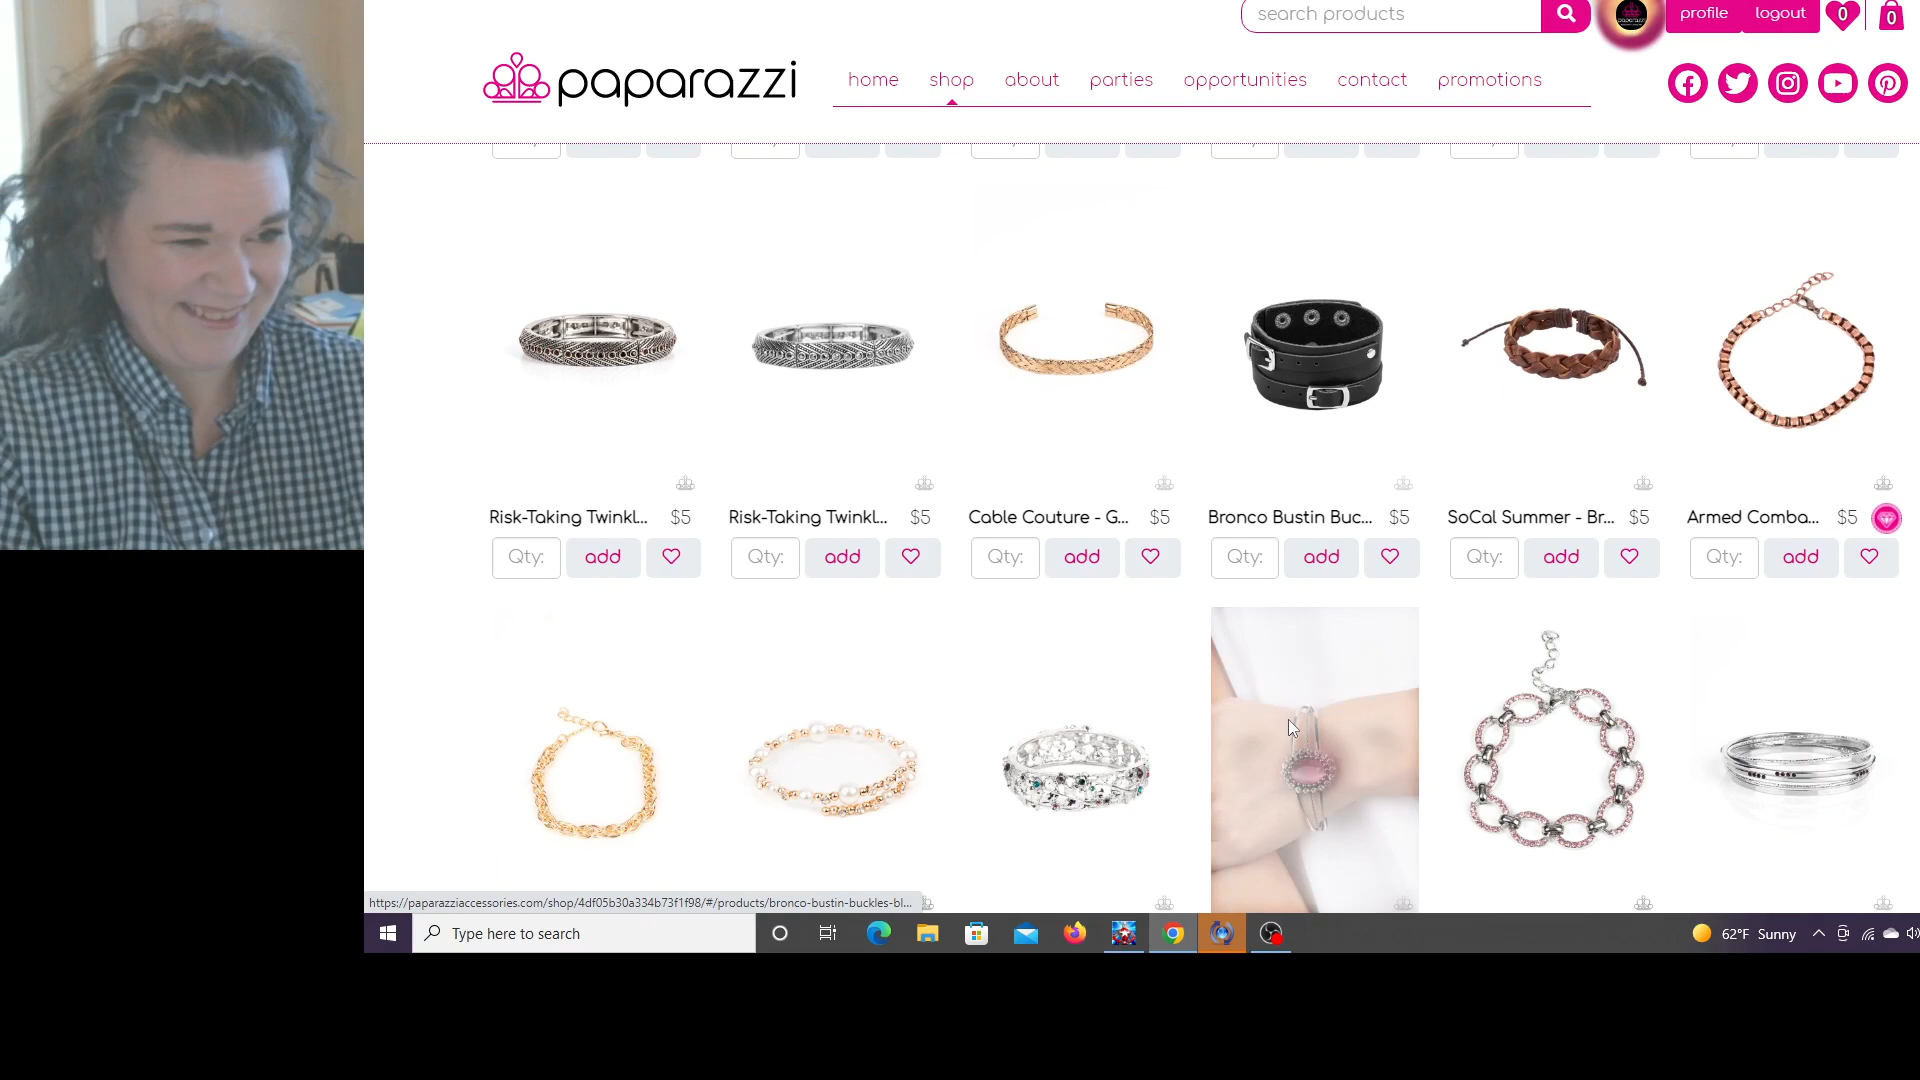 search products
profile
logout
0
0
paparazzi
home
shop
about
parties
opportunities
contact
promotions
Risk-Taking Twinkl... $5
Risk-Taking Twinkl... $5
Cable Couture - G... $5
Bronco Bustin Buc... $5
SoCal Summer - Br... $5
Armed Comba... $5
Qty: add
Qty: add
Qty: add
Qty: add
Qty: add
Qty: add
https://paparazziaccessories.com/shop/4df05b30a334b73f1f98/#/products/bronco-bustin-buckles-bl...
Type here to search
62°F Sunny